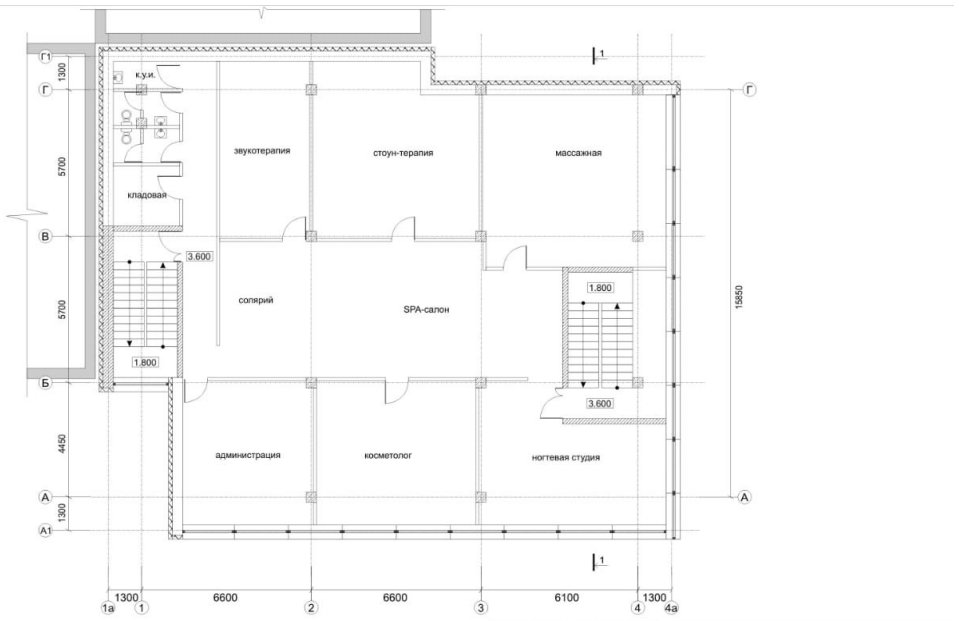 1
Г1
1300
к.у.и.
Г
Г
звукотерапия
стоун-терапия
массажная
5700
кладовая
В
3.600
1.800
15850
солярий
SPA-салон
5700
1.800
Б
3.600
4450
администрация
косметолог
ногтевая студия
А
А
1300
А1
1
1300
6600
6600
6100
1300
1а
1
2
3
4
4а